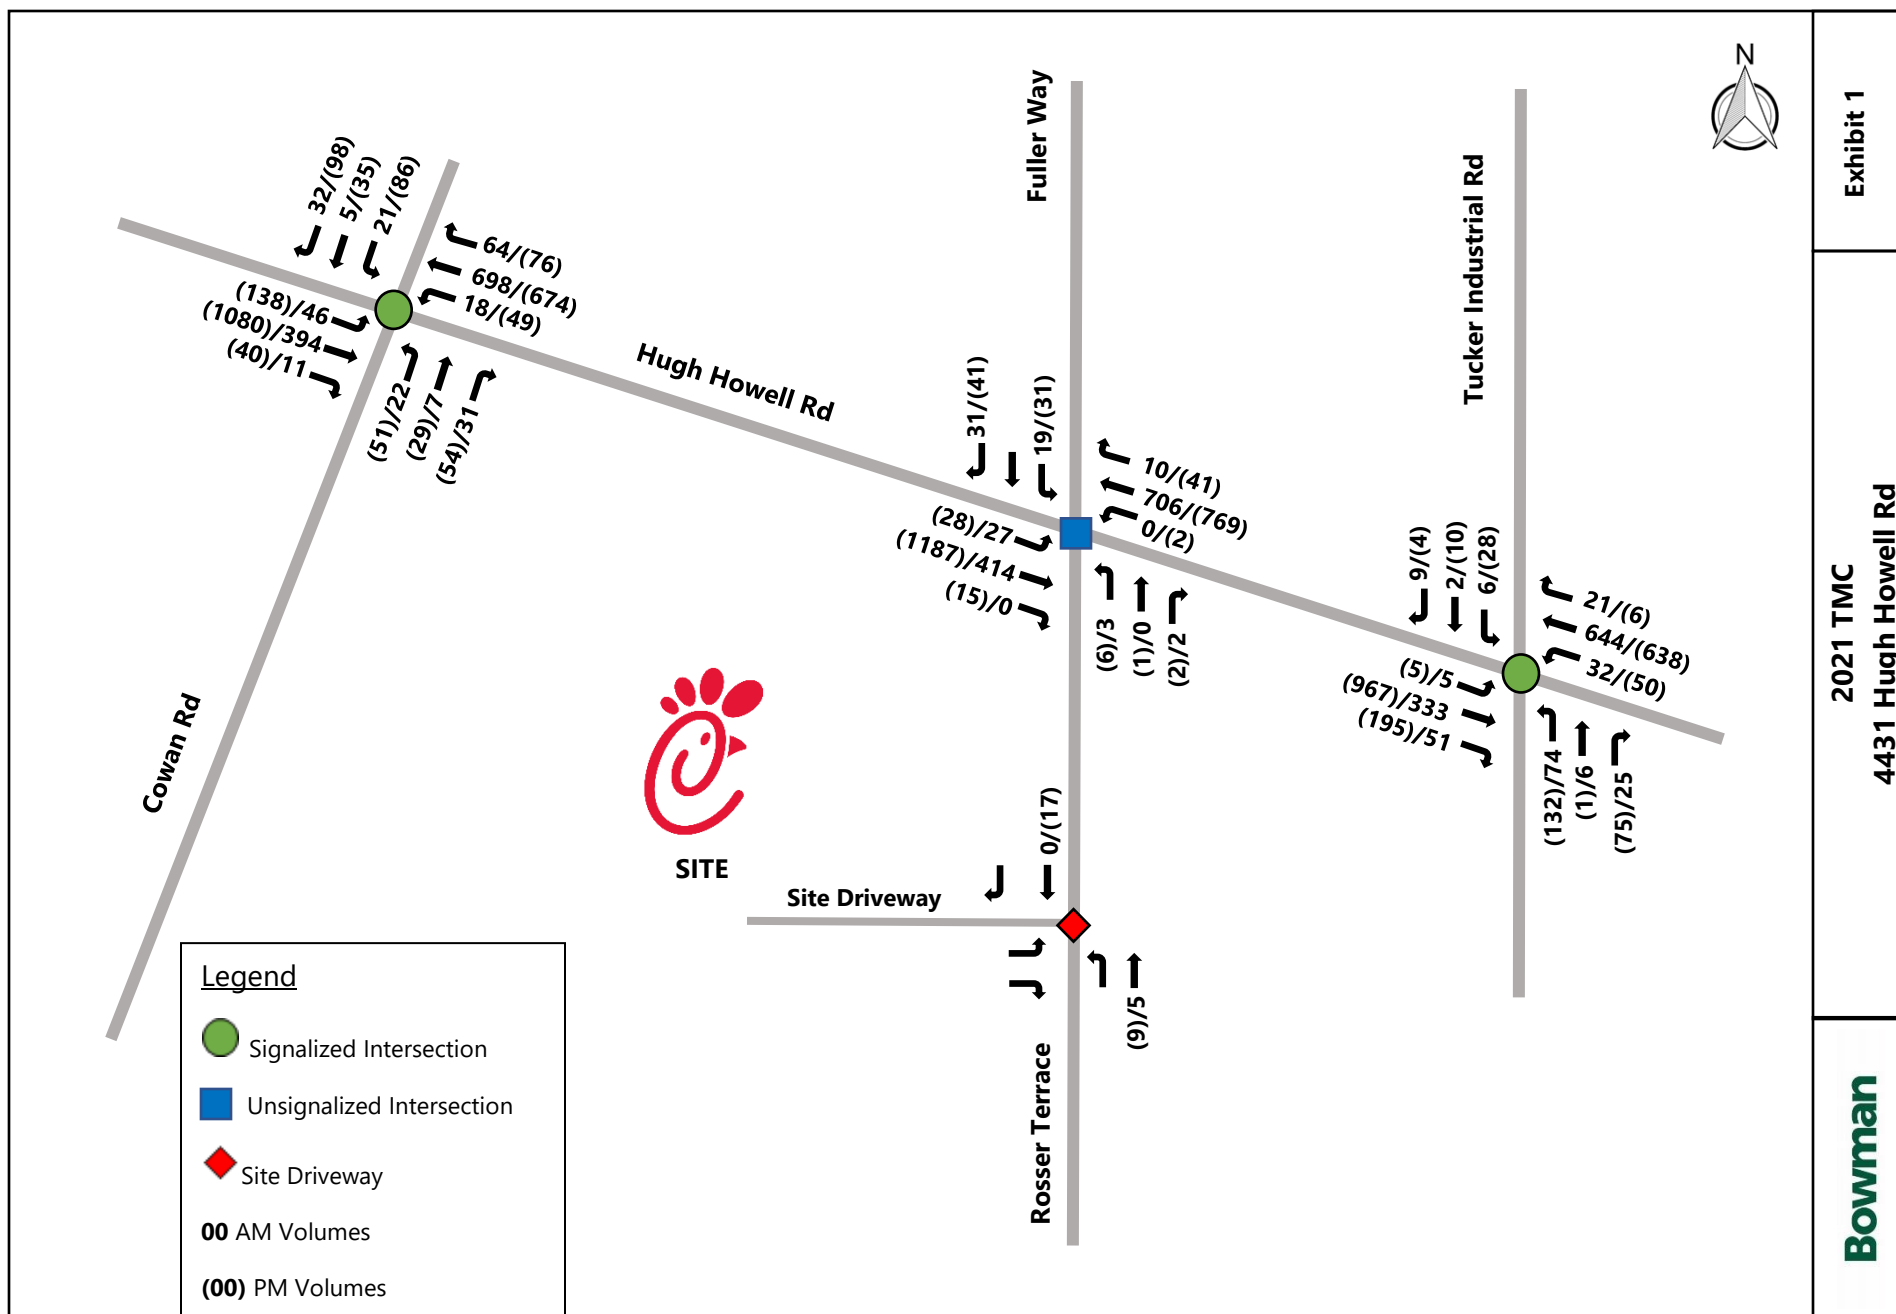 N
Exhibit 1
2021 TMC
4431 Hugh Howell Rd
Bowman
Fuller Way
Tucker Industrial Rd
Hugh Howell Rd
Cowan Rd
Rosser Terrace
Site Driveway
SITE
32/(98)
5/(35)
21/(86)
64/(76)
698/(674)
18/(49)
(138)/46
(1080)/394
(40)/11
(51)/22
(29)/7
(54)/31
31/(41)
19/(31)
10/(41)
706/(769)
0/(2)
(28)/27
(1187)/414
(15)/0
(6)/3
(1)/0
(2)/2
9/(4)
2/(10)
6/(28)
21/(6)
644/(638)
32/(50)
(5)/5
(967)/333
(195)/51
(132)/74
(1)/6
(75)/25
0/(17)
(9)/5
Legend
Signalized Intersection
Unsignalized Intersection
Site Driveway
00 AM Volumes
(00) PM Volumes